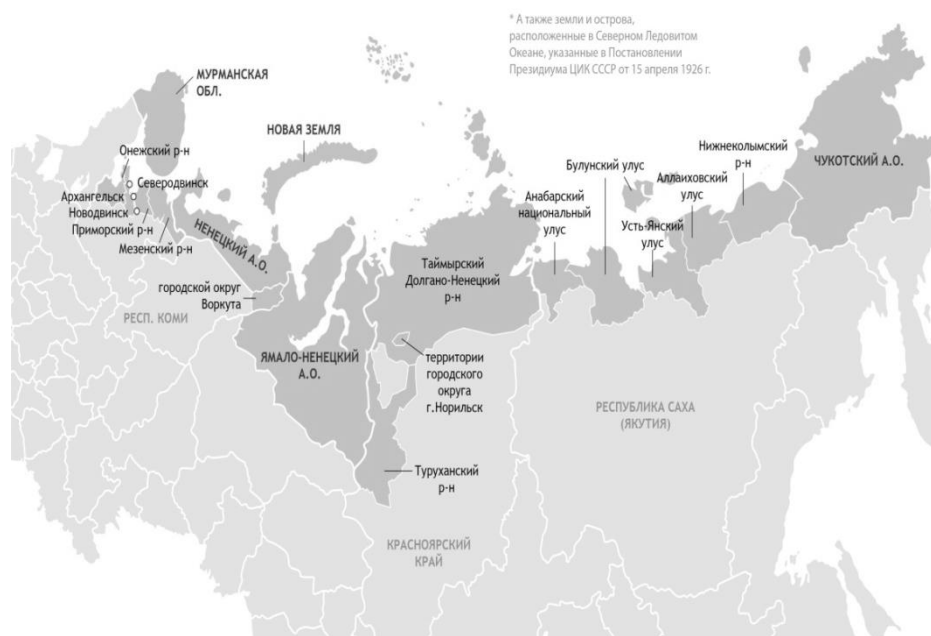 * А также земли и острова,
расположенные в Северном Ледовитом
Океане, указанные в Постановлении
Президиума ЦИК СССР от 15 апреля 1926 г.
МУРМАНСКАЯ
ОБЛ.
НОВАЯ ЗЕМЛЯ
Онежский р-н
Северодвинск
Архангельск
Новодвинск
Приморский р-н
Мезенский р-н
НЕНЕЦКИЙ А.О.
городской округ
Воркута
РЕСП. КОМИ
ЯМАЛО-НЕНЕЦКИЙ
А.О.
Таймырский
Долгано-Ненецкий
р-н
территории
городского
округа
г.Норильск
Туруханский
р-н
КРАСНОЯРСКИЙ
КРАЙ
Анабарский
национальный
улус
Булунский улус
Усть-Янский
улус
Аллаиховский
улус
Нижнеколымский
р-н
ЧУКОТСКИЙ А.О.
РЕСПУБЛИКА САХА
(ЯКУТИЯ)